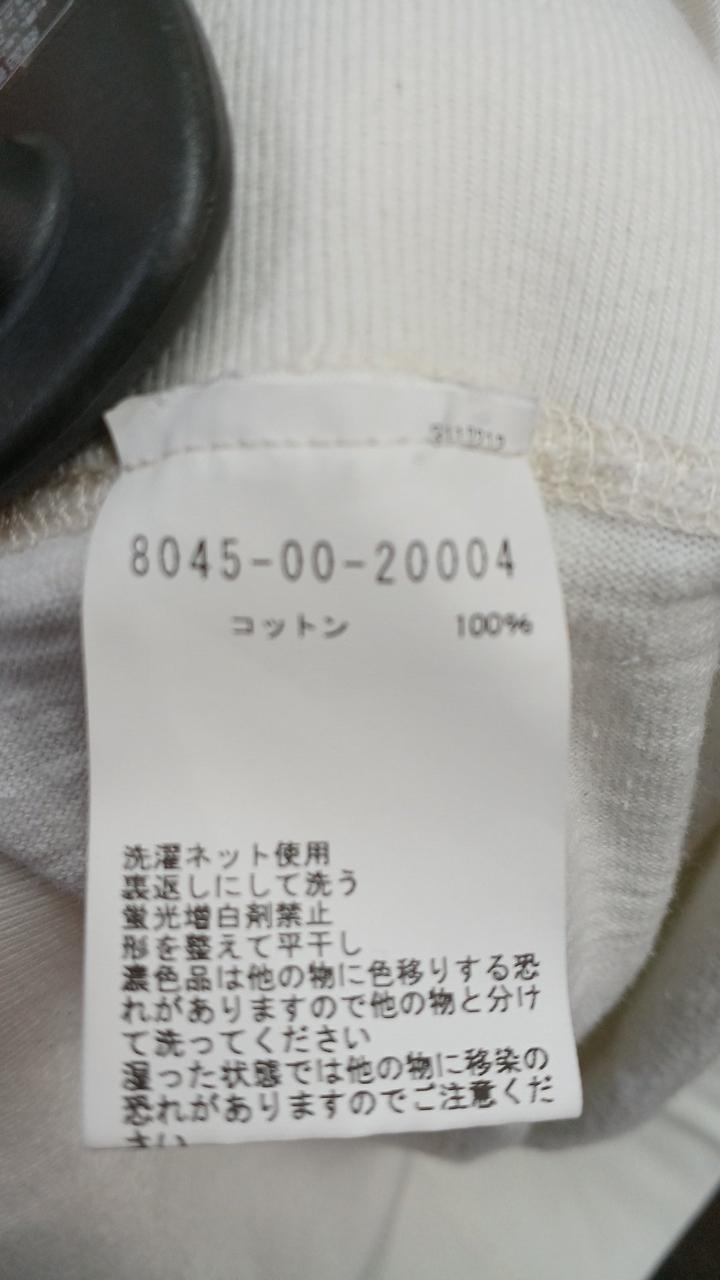 8045-00-20004
コットン 100%
洗濯ネット使用
裏返しにして洗う
蛍光増白剤禁止
形を整えて平干し
濃色品は他の物に色移りする恐
れがありますので他の物と分け
て洗ってください
湿った状態では他の物に移染の
恐れがありますのでご注意くだ
さい